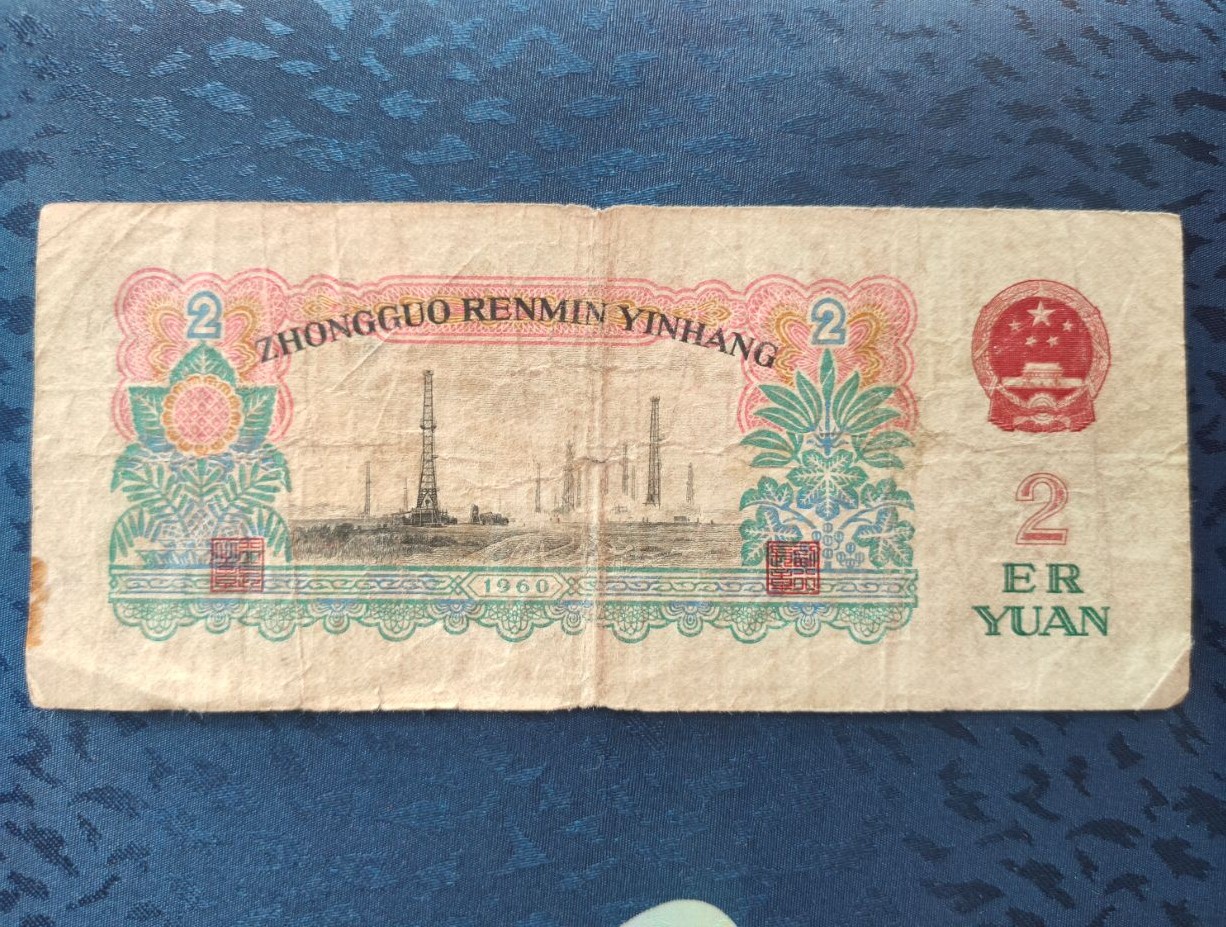 2
2
ZHONGGUO RENMIN YINHANG
1960
2
ER
YUAN